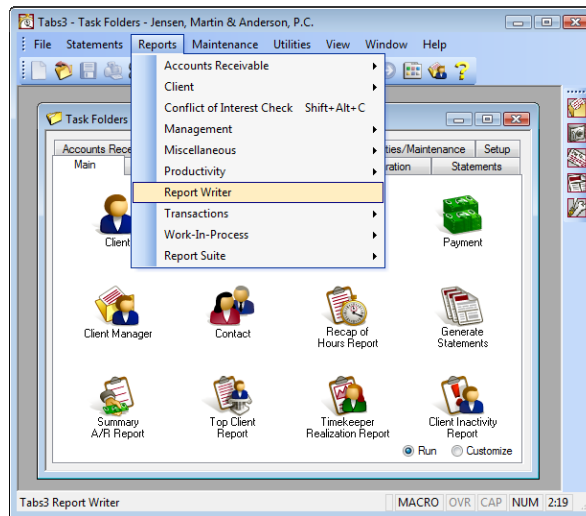 Tabs3 - Task Folders - Jensen, Martin & Anderson, P.C.
File Statements Reports Maintenance Utilities View Window Help
Accounts Receivable
Client
Conflict of Interest Check Shift+Alt+C
Management
Miscellaneous
Productivity
Report Writer
Transactions
Work-In-Process
Report Suite
Task Folders
Accounts Rece ties/Maintenance Setup
Main ration Statements
Client Payment
Client Manager Contact Recap of Hours Report Generate Statements
Summary A/R Report Top Client Report Timekeeper Realization Report Client Inactivity Report
Run Customize
Tabs3 Report Writer MACRO OVR CAP NUM 2:19